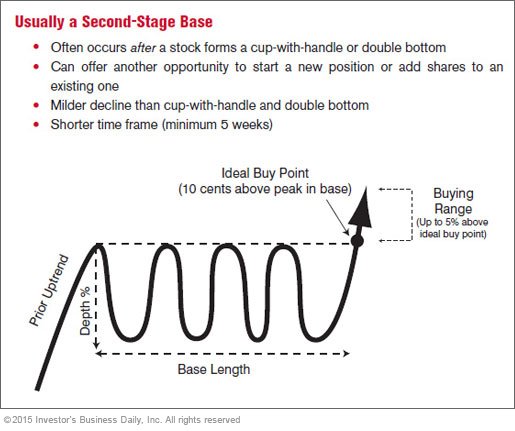 Usually a Second-Stage Base
• Often occurs after a stock forms a cup-with-handle or double bottom
• Can offer another opportunity to start a new position or add shares to an
existing one
• Milder decline than cup-with-handle and double bottom
• Shorter time frame (minimum 5 weeks)
Ideal Buy Point
(10 cents above peak in base)
Buying
Range
(Up to 5% above
ideal buy point)
Prior Uptrend
Depth %
Base Length
©2015 Investor's Business Daily, Inc. All rights reserved